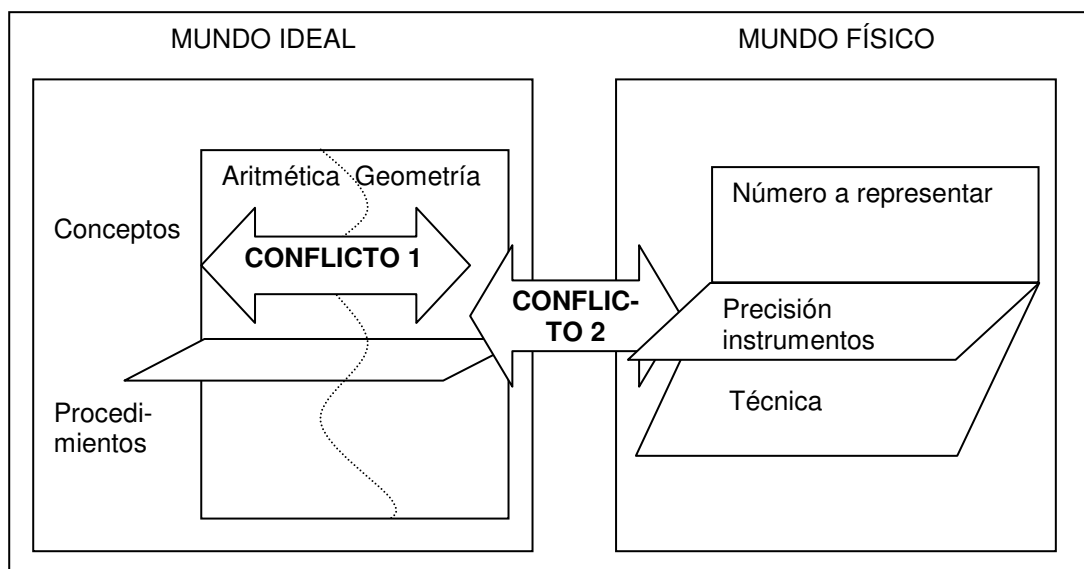 MUNDO IDEAL
MUNDO FÍSICO
Aritmética Geometría
Conceptos
CONFLICTO 1
Procedi-
mientos
CONFLIC-
TO 2
Número a representar
Precisión
instrumentos
Técnica